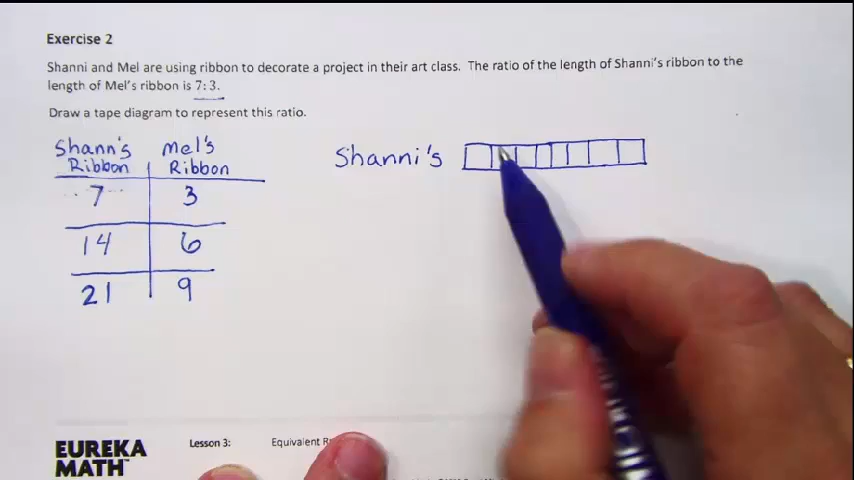 Exercise 2
Shanni and Mel are using ribbon to decorate a project in their art class. The ratio of the length of Shanni's ribbon to the
length of Mel's ribbon is 7:3.
Draw a tape diagram to represent this ratio.
Shann's Mel's
Ribbon Ribbon
7 3
14 6
21 9
Shanni's
EUREKA
MATH™
Lesson 3:
Equivalent